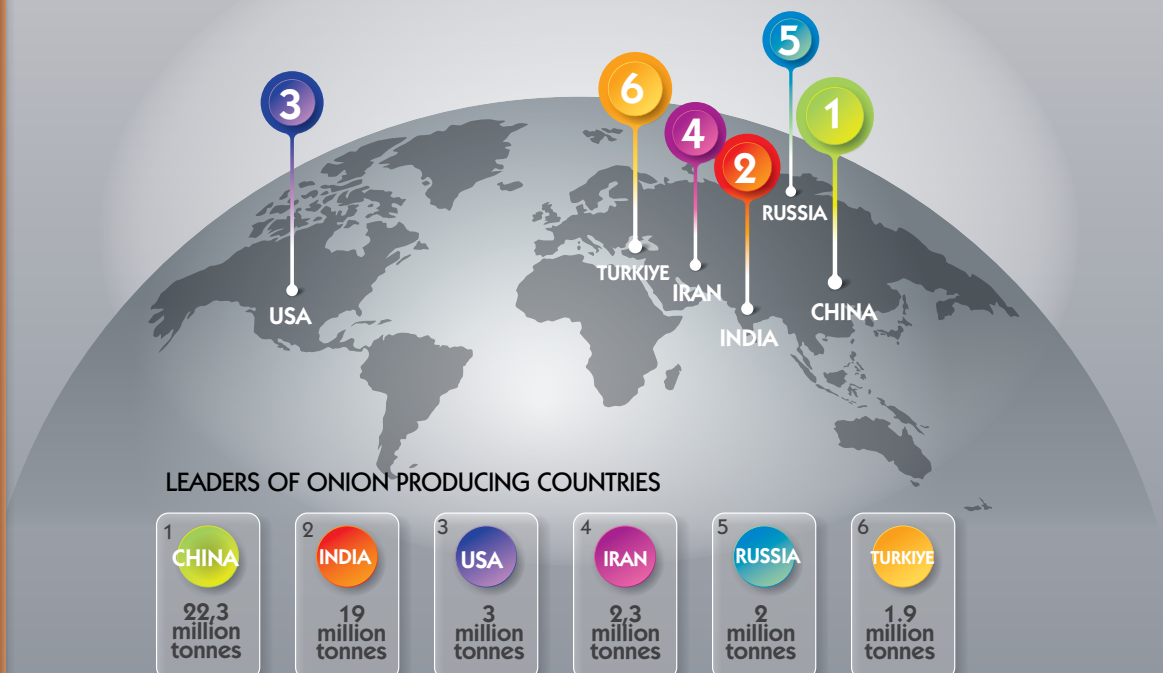 5
3
6
1
4
2
RUSSIA
TURKIYE
IRAN
USA
CHINA
INDIA
LEADERS OF ONION PRODUCING COUNTRIES
1
CHINA
22,3
million
tonnes
2
INDIA
19
million
tonnes
3
USA
3
million
tonnes
4
IRAN
2,3
million
tonnes
5
RUSSIA
2
million
tonnes
6
TURKIYE
1.9
million
tonnes